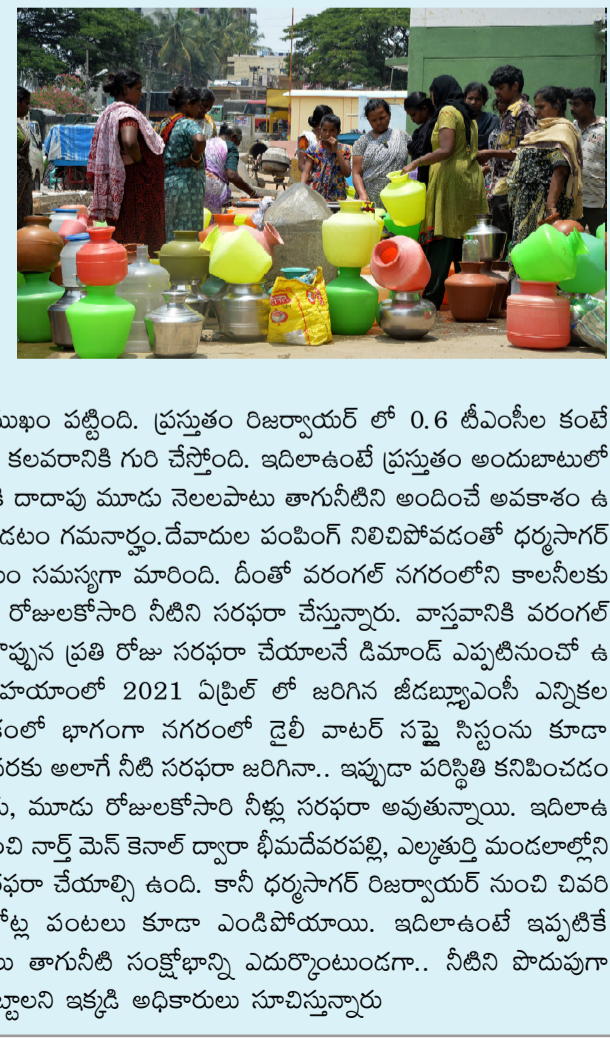 ముఖం పట్టింది. ప్రస్తుతం రిజర్వాయర్ లో 0.6 టీఎంసీల కంటే
కలవరానికి గురి చేస్తోంది. ఇదిలాఉంటే ప్రస్తుతం అందుబాటులో
దాదాపు మూడు నెలలపాటు తాగునీటిని అందించే అవకాశం ఉ
డటం గమనార్హం.దేవాదుల పంపింగ్ నిలిచిపోవడంతో ధర్మసాగర్
సమస్యగా మారింది. దీంతో వరంగల్ నగరంలోని కాలనీలకు
రోజులకోసారి నీటిని సరఫరా చేస్తున్నారు. వాస్తవానికి వరంగల్
ప్పున ప్రతి రోజు సరఫరా చేయాలనే డిమాండ్ ఎప్పటినుంచో ఉ
హయాంలో 2021 ఏప్రిల్ లో జరిగిన జీడబ్ల్యూఎంసీ ఎన్నికల
కంలో భాగంగా నగరంలో డైలీ వాటర్ సప్లై సిస్టంను కూడా
వరకు అలాగే నీటి సరఫరా జరిగినా.. ఇప్పుడా పరిస్థితి కనిపించడం
మూడు రోజులకోసారి నీళ్లు సరఫరా అవుతున్నాయి. ఇదిలాఉ
చి నార్త్ మెన్ కెనాల్ ద్వారా భీమదేవరపల్లి, ఎల్కతుర్తి మండలాల్లోని
రఫరా చేయాల్సి ఉంది. కానీ ధర్మసాగర్ రిజర్వాయర్ నుంచి చివరి
ోట్ల పంటలు కూడా ఎండిపోయాయి. ఇదిలాఉంటే ఇప్పటికే
లు తాగునీటి సంక్షోభాన్ని ఎదుర్కొంటుండగా.. నీటిని పొదుపుగా
బ్టాలని ఇక్కడి అధికారులు సూచిస్తున్నారు